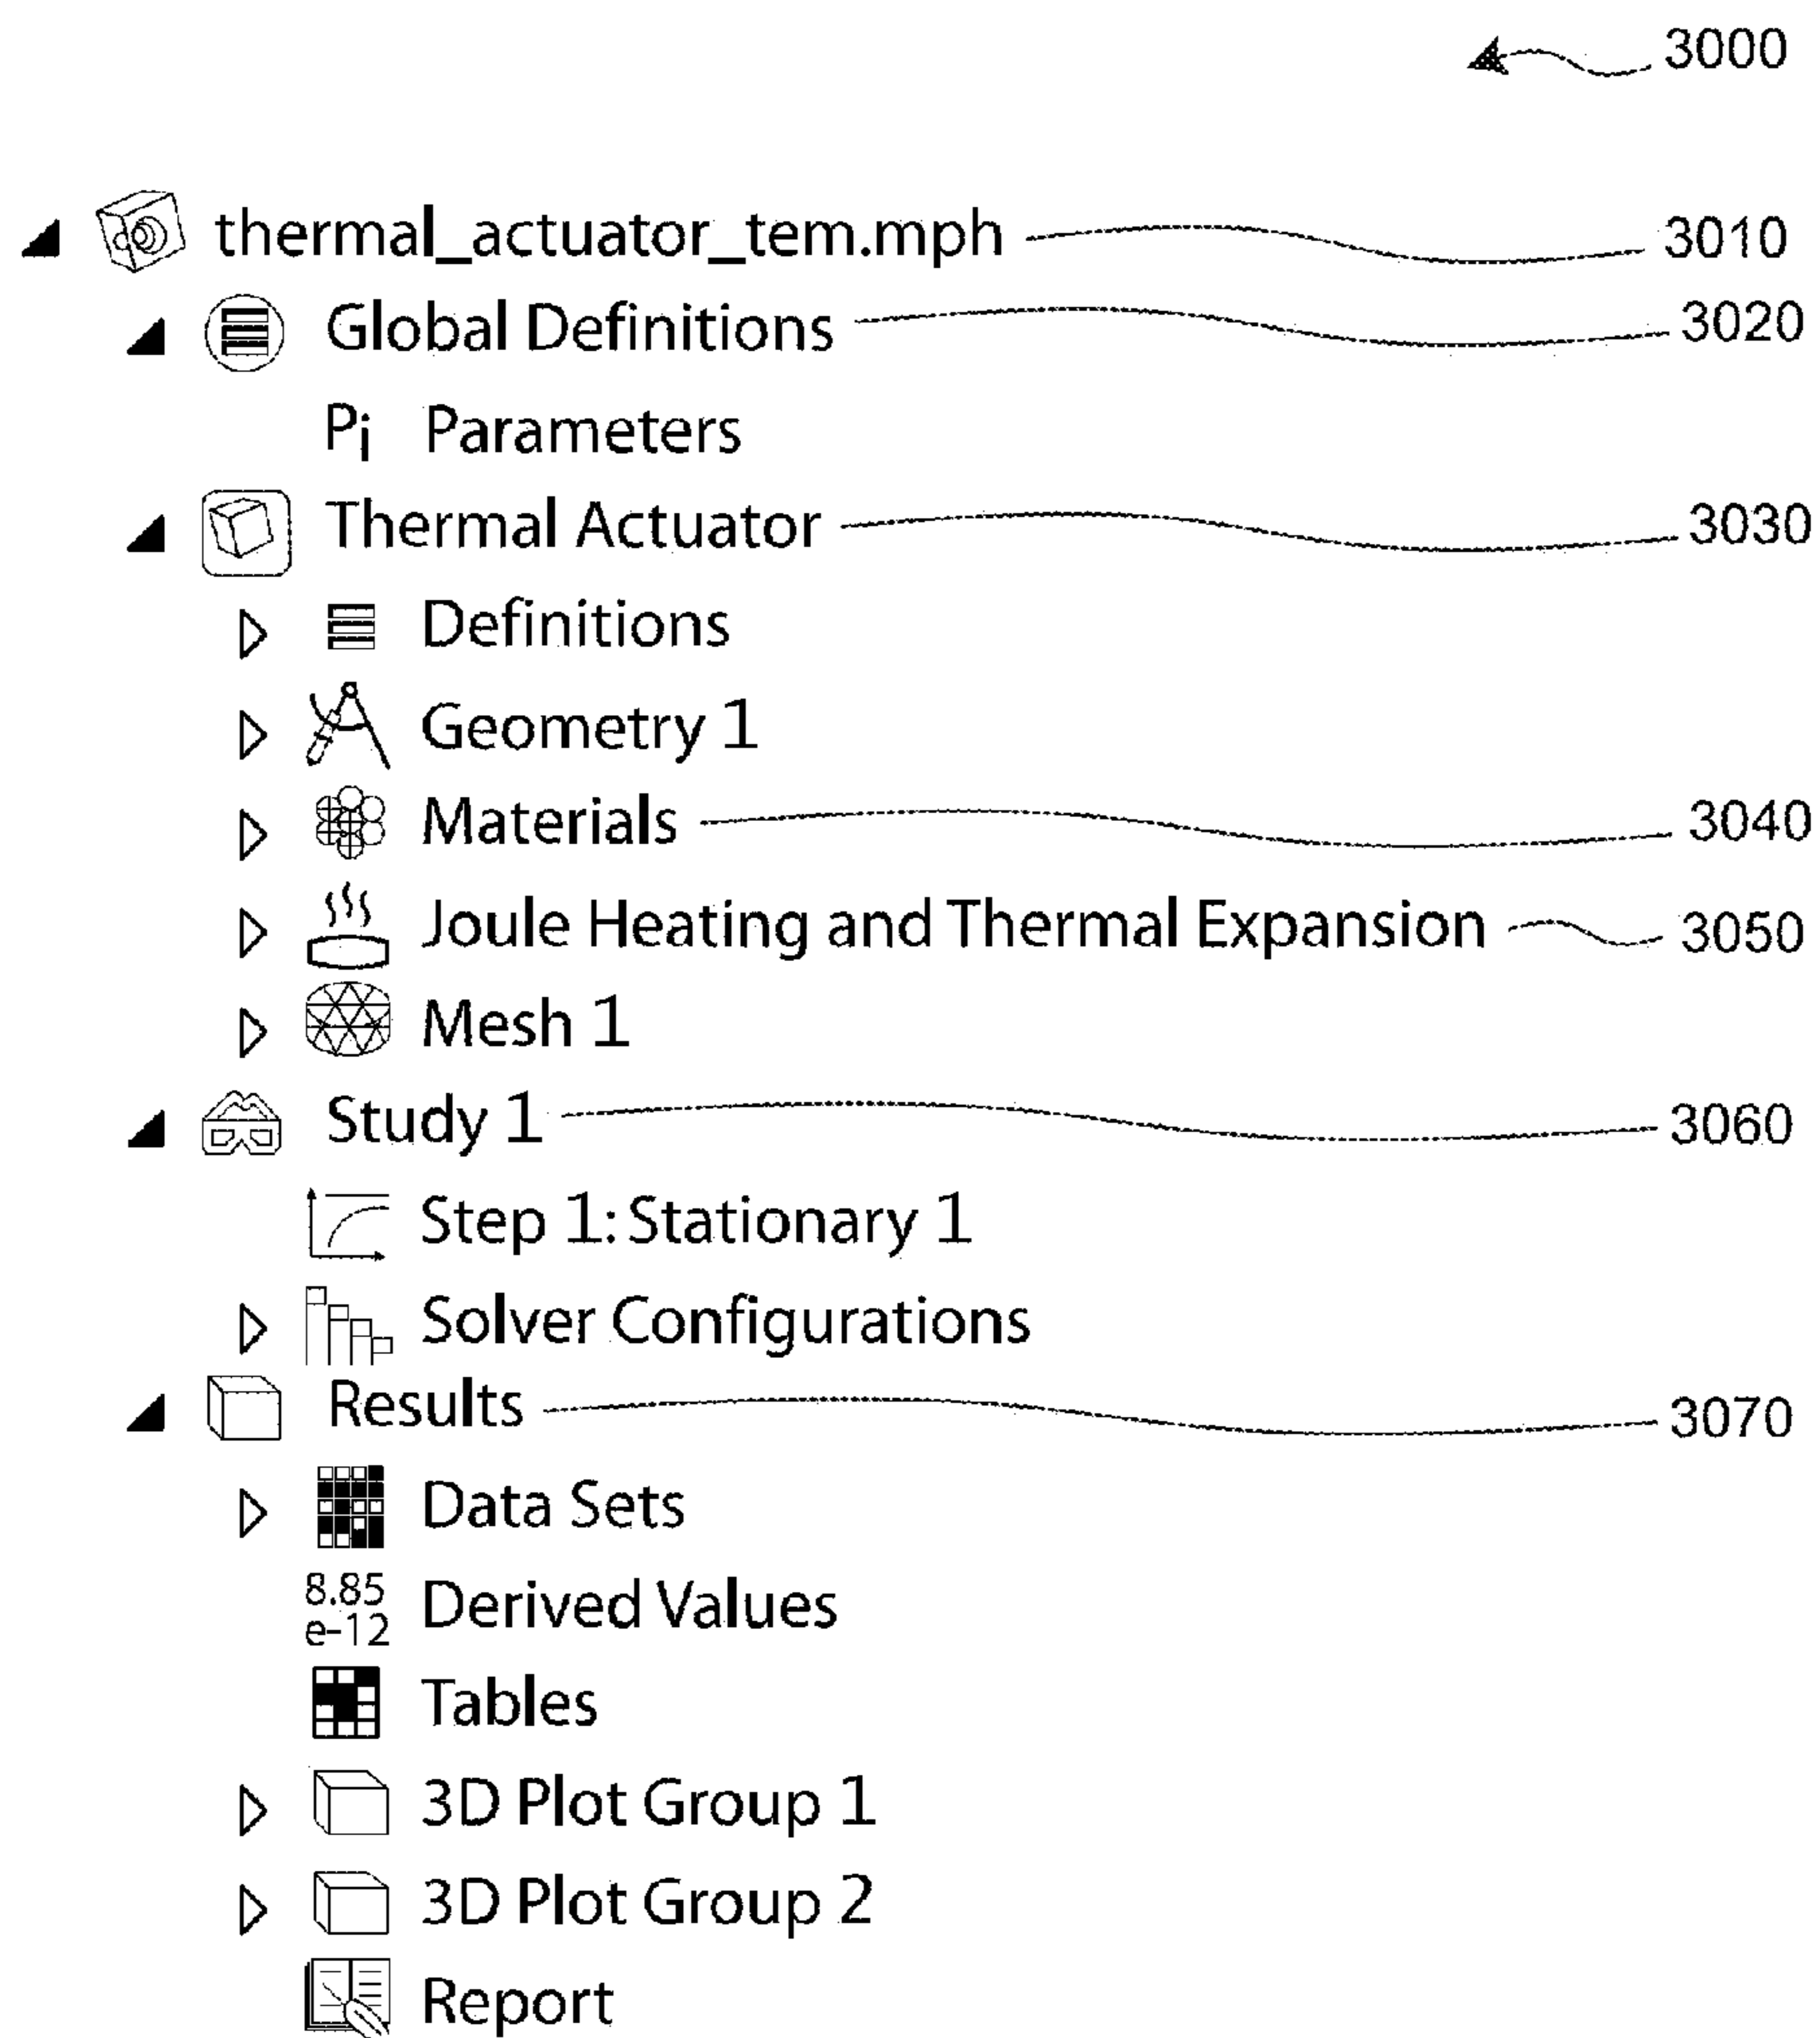 3000
thermal_actuator_tem.mph 3010
Global Definitions 3020
Pi Parameters
Thermal Actuator 3030
Definitions
Geometry 1
Materials 3040
Joule Heating and Thermal Expansion 3050
Mesh 1
Study 1 3060
Step 1: Stationary 1
Solver Configurations
Results 3070
Data Sets
8.85
e-12 Derived Values
Tables
3D Plot Group 1
3D Plot Group 2
Report